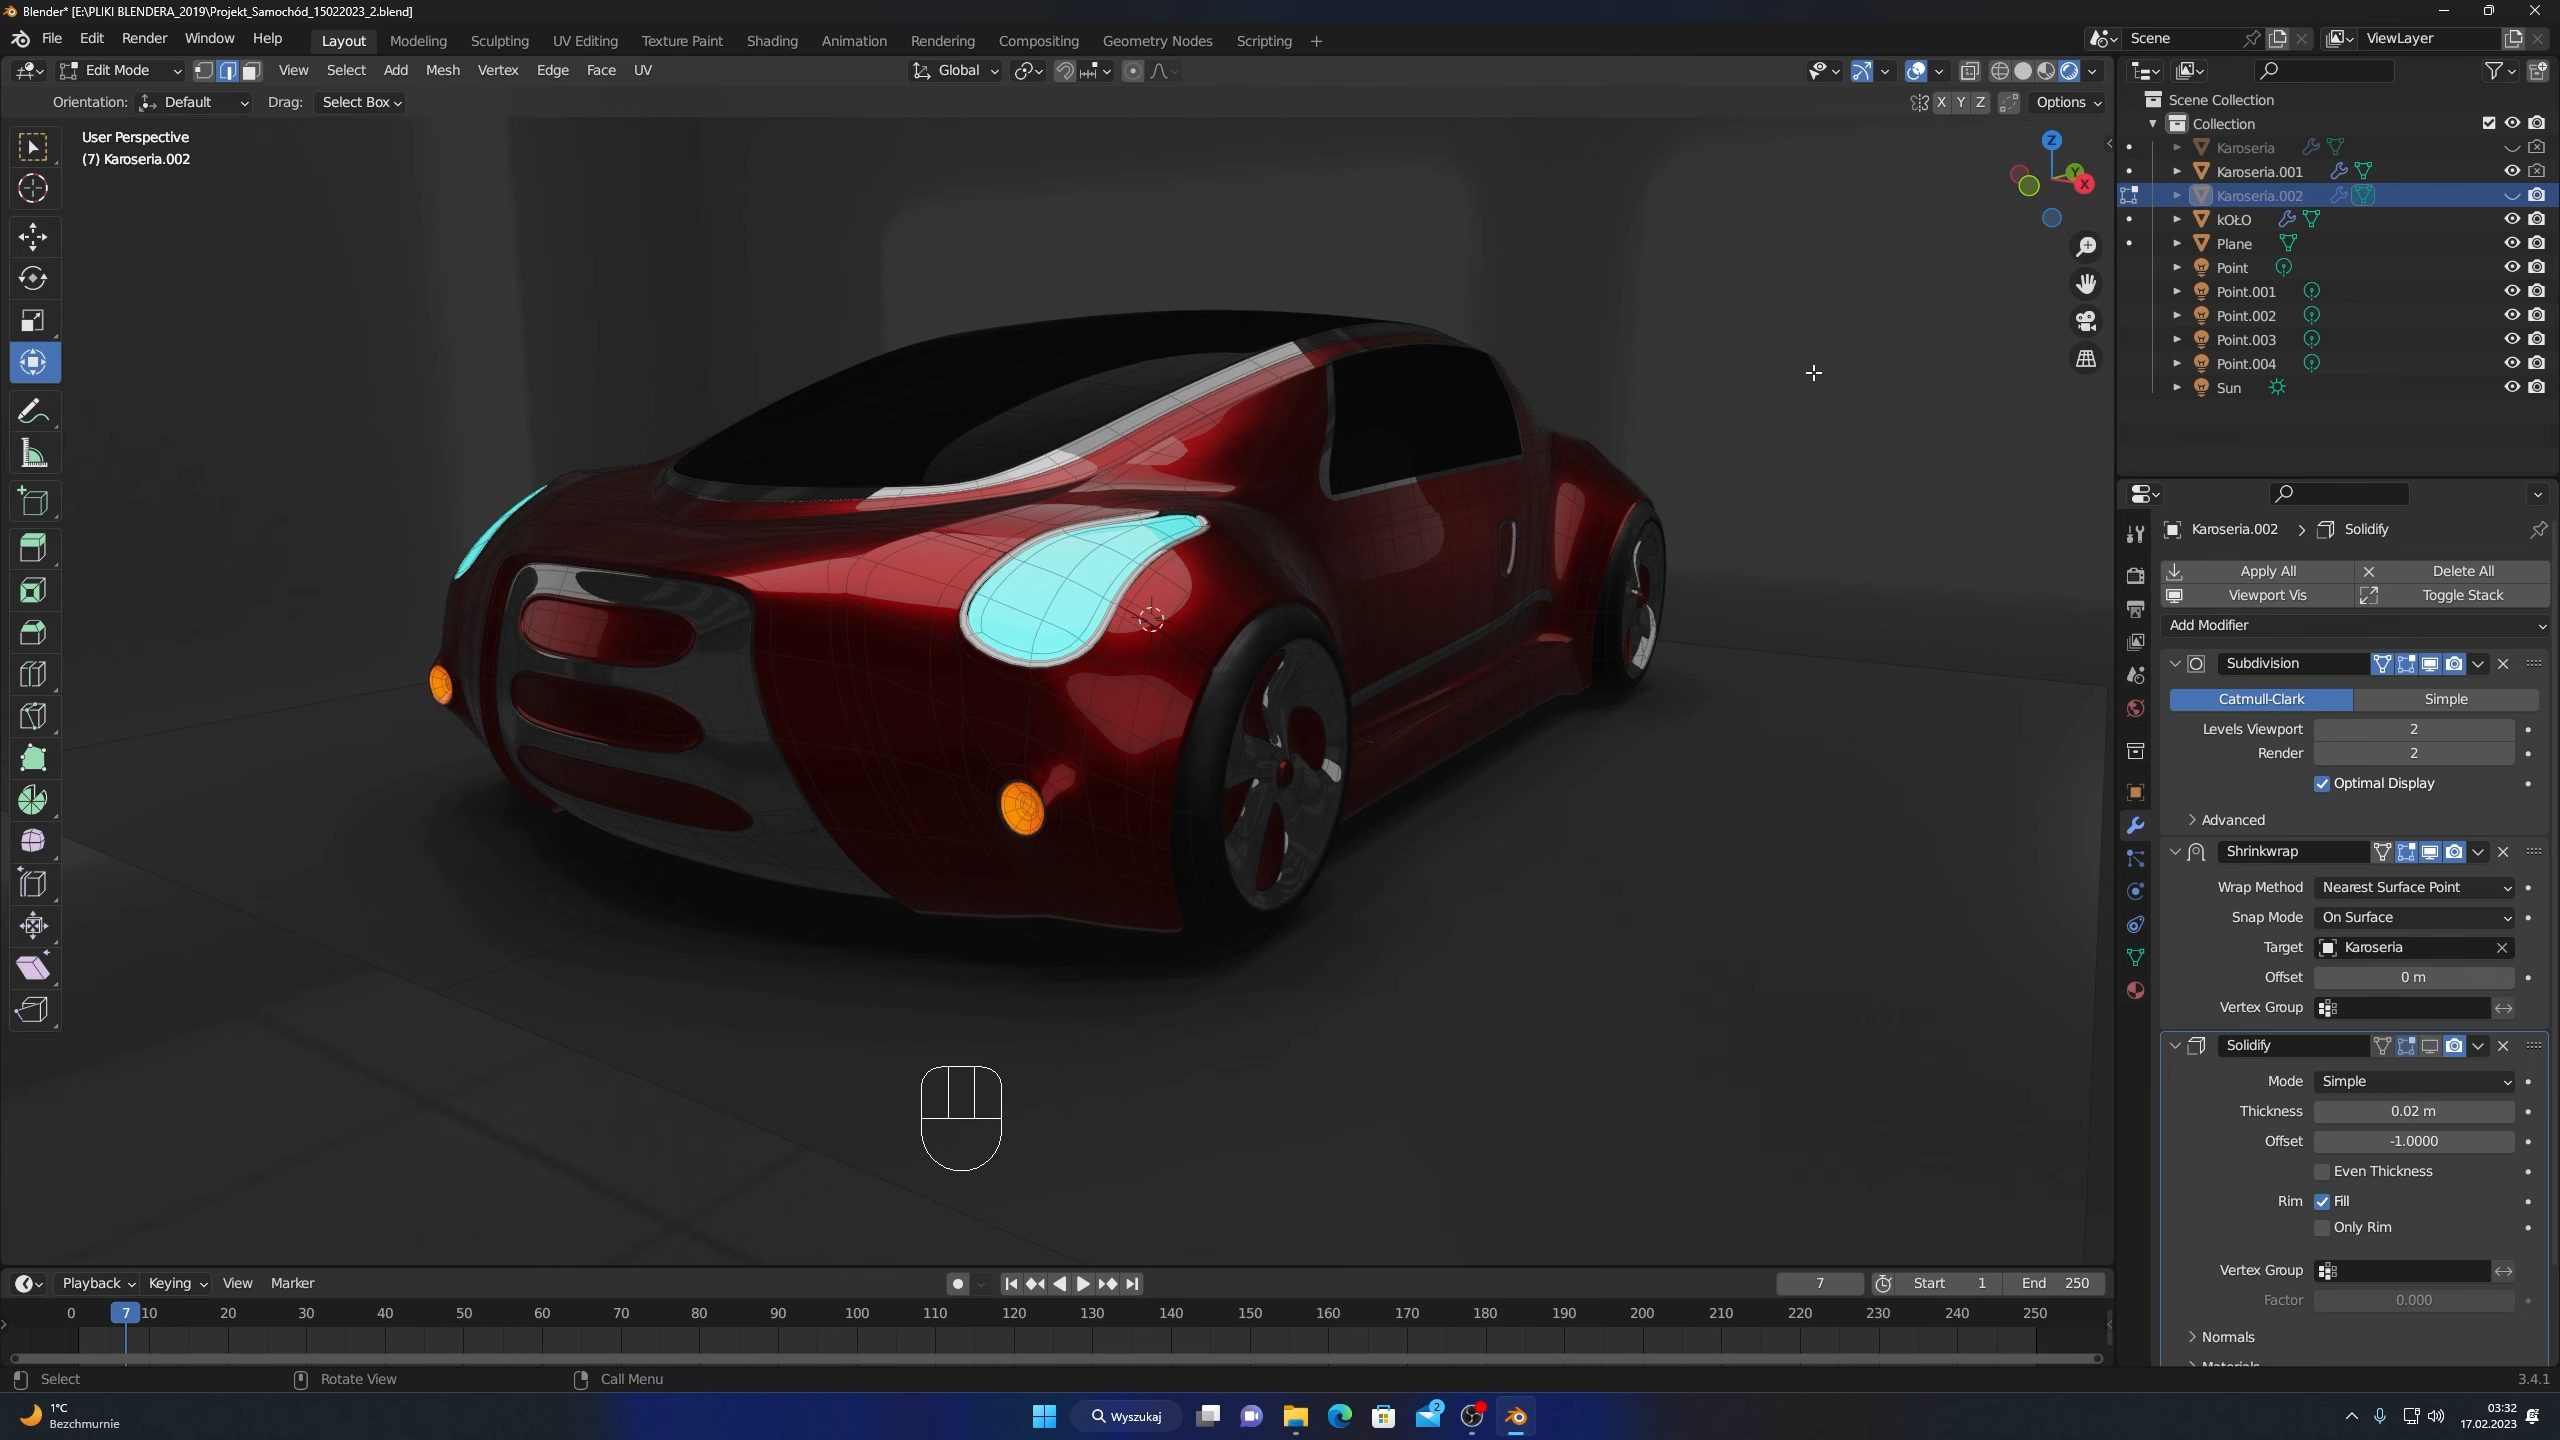 Blender* [E:\PLIKI BLENDERA_2019\Projekt_Samochód_15022023_2.blend]
File Edit Render Window Help Layout Modeling Sculpting UV Editing Texture Paint Shading Animation Rendering Compositing Geometry Nodes Scripting + Scene ViewLayer
Edit Mode View Select Add Mesh Vertex Edge Face UV Global
Orientation: Default Drag: Select Box X Y Z Options
User Perspective
(7) Karoseria.002
Z
Y
X
Scene Collection
Collection
Karoseria
Karoseria.001
Karoseria.002
kOŁO
Plane
Point
Point.001
Point.002
Point.003
Point.004
Sun
Karoseria.002 > Solidify
Apply All Delete All
Viewport Vis Toggle Stack
Add Modifier
Subdivision
Catmull-Clark Simple
Levels Viewport 2
Render 2
Optimal Display
Advanced
Shrinkwrap
Wrap Method Nearest Surface Point
Snap Mode On Surface
Target Karoseria
Offset 0 m
Vertex Group
Solidify
Mode Simple
Thickness 0.02 m
Offset -1.0000
Even Thickness
Rim Fill
Only Rim
Vertex Group
Factor 0.000
Normals
Materials
Playback Keying View Marker 7 Start 1 End 250
0 7 10 20 30 40 50 60 70 80 90 100 110 120 130 140 150 160 170 180 190 200 210 220 230 240 250
Select Rotate View Call Menu 3.4.1
1°C
Bezchmurnie
Wyszukaj
2
03:32
17.02.2023